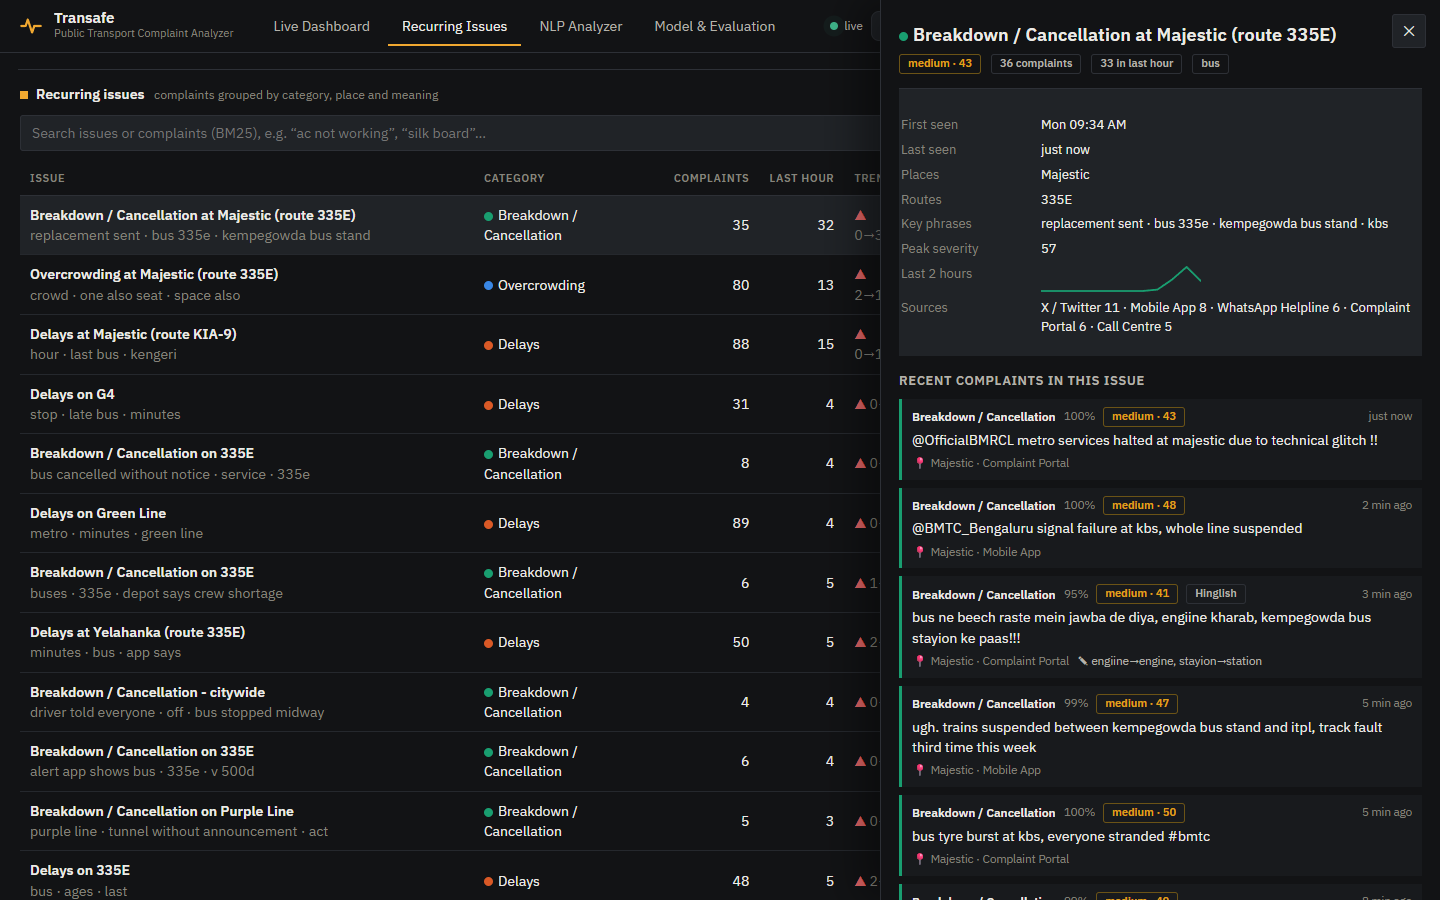 Transafe
Public Transport Complaint Analyzer
Live Dashboard
Recurring Issues
NLP Analyzer
Model & Evaluation
live
Recurring issues complaints grouped by category, place and meaning
Search issues or complaints (BM25), e.g. “ac not working”, “silk board”...
ISSUE CATEGORY COMPLAINTS LAST HOUR
Breakdown / Cancellation at Majestic (route 335E)
replacement sent · bus 335e · kempegowda bus stand
Breakdown /
Cancellation
35 32 ▲
Overcrowding at Majestic (route 335E)
crowd · one also seat · space also
Overcrowding 80 13 ▲
Delays at Majestic (route KIA-9)
hour · last bus · kengeri
Delays 88 15 ▲
Delays on G4
stop · late bus · minutes
Delays 31 4 ▲
Breakdown / Cancellation on 335E
bus cancelled without notice · service · 335e
Breakdown /
Cancellation
8 4 ▲
Delays on Green Line
metro · minutes · green line
Delays 89 4 ▲
Breakdown / Cancellation on 335E
buses · 335e · depot says crew shortage
Breakdown /
Cancellation
6 5 ▲
Delays at Yelahanka (route 335E)
minutes · bus · app says
Delays 50 5 ▲
Breakdown / Cancellation - citywide
driver told everyone · off · bus stopped midway
Breakdown /
Cancellation
4 4 ▲
Breakdown / Cancellation on 335E
alert app shows bus · 335e · v 500d
Breakdown /
Cancellation
6 4 ▲
Breakdown / Cancellation on Purple Line
purple line · tunnel without announcement · act
Breakdown /
Cancellation
5 3 ▲
Delays on 335E
bus · ages · last
Delays 48 5 ▲
Breakdown / Cancellation at Majestic (route 335E)
medium · 43
36 complaints
33 in last hour
bus
First seen Mon 09:34 AM
Last seen just now
Places Majestic
Routes 335E
Key phrases replacement sent · bus 335e · kempegowda bus stand · kbs
Peak severity 57
Last 2 hours
Sources X / Twitter 11 · Mobile App 8 · WhatsApp Helpline 6 · Complaint
Portal 6 · Call Centre 5
RECENT COMPLAINTS IN THIS ISSUE
Breakdown / Cancellation 100% medium · 43 just now
@OfficialBMRCL metro services halted at majestic due to technical glitch !!
Majestic · Complaint Portal
Breakdown / Cancellation 100% medium · 48 2 min ago
@BMTC_Bengaluru signal failure at kbs, whole line suspended
Majestic · Mobile App
Breakdown / Cancellation 95% medium · 41 Hinglish 3 min ago
bus ne beech raste mein jawba de diya, engiine kharab, kempegowda bus
stayion ke paas!!!
Majestic · Complaint Portal engiine→engine, stayion→station
Breakdown / Cancellation 99% medium · 47 5 min ago
ugh. trains suspended between kempegowda bus stand and itpl, track fault
third time this week
Majestic · Mobile App
Breakdown / Cancellation 100% medium · 50 5 min ago
bus tyre burst at kbs, everyone stranded #bmtc
Majestic · Complaint Portal